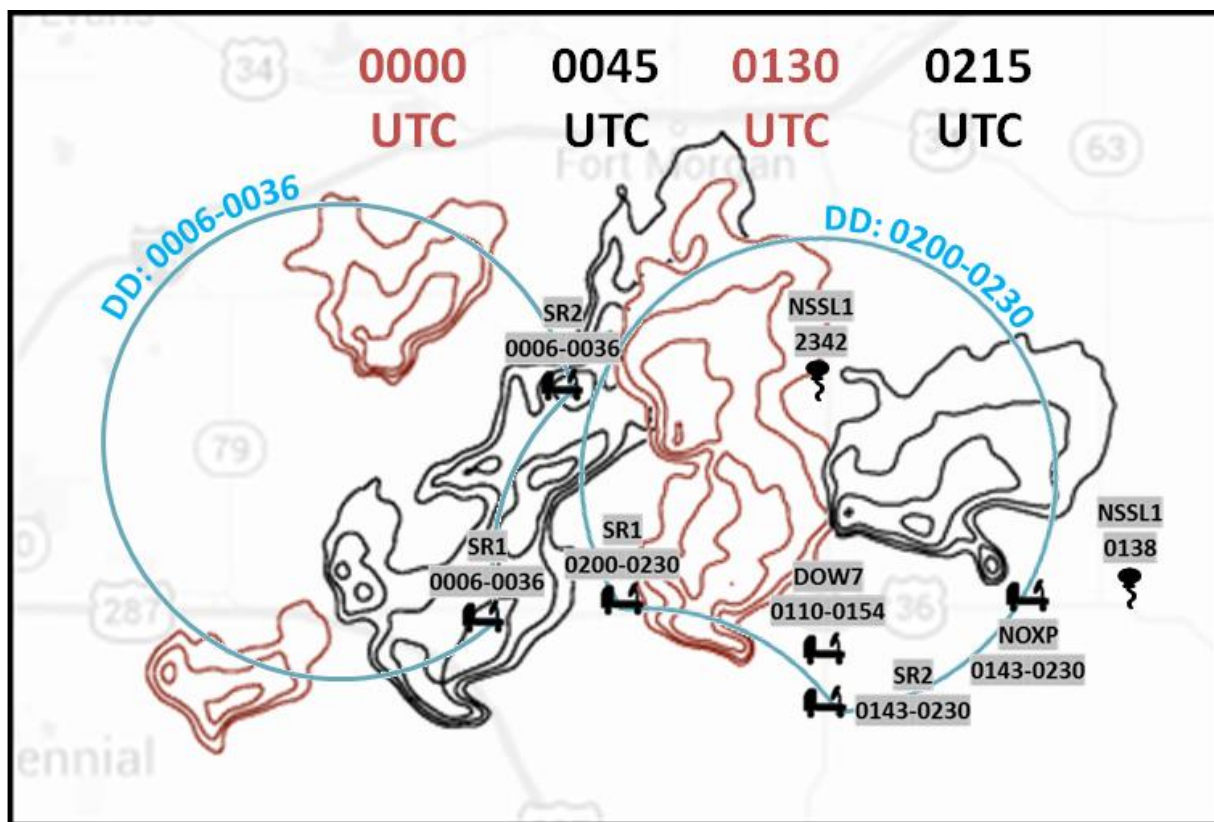 Evans
34
0000
UTC
0045
UTC
0130
UTC
0215
UTC
34
63
Fort Morgan
DD: 0006-0036
DD: 0200-0230
SR2
0006-0036
NSSL1
2342
79
SR1
0006-0036
SR1
0200-0230
NSSL1
0138
287
DOW7
0110-0154
36
NOXP
0143-0230
SR2
0143-0230
ennial